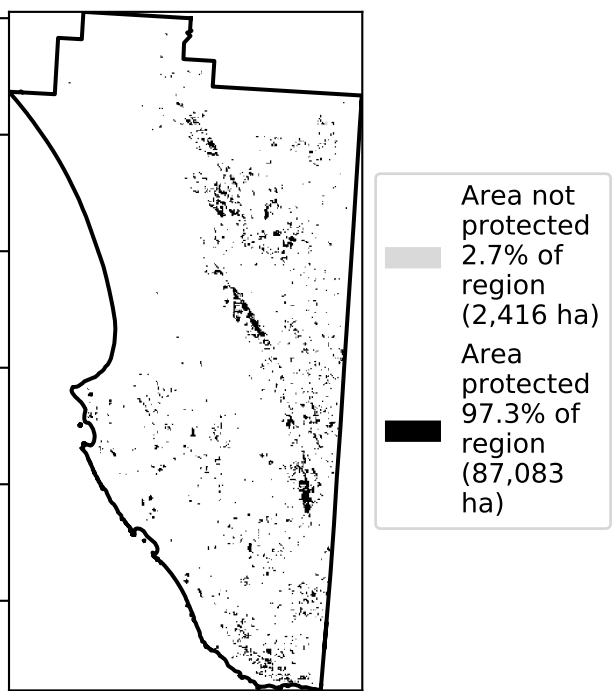 Area not
protected
2.7% of
region
(2,416 ha)
Area
protected
97.3% of
region
(87,083
ha)